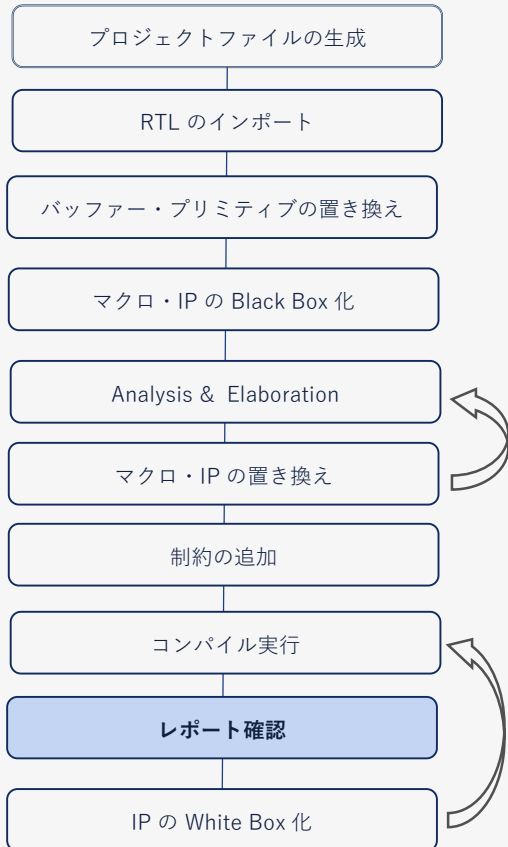 プロジェクトファイルの生成
RTL のインポート
バッファー・プリミティブの置き換え
マクロ・IP の Black Box 化
Analysis & Elaboration
マクロ・IP の置き換え
制約の追加
コンパイル実行
レポート確認
IP の White Box 化